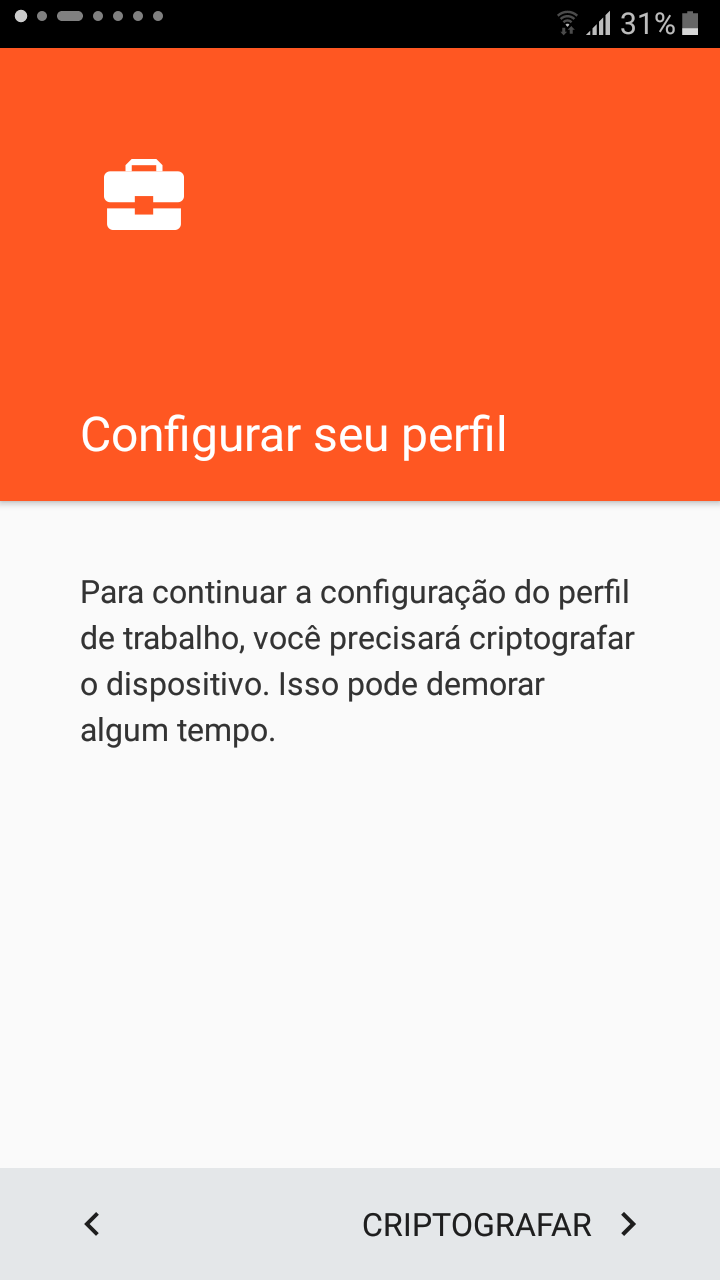 31%
Configurar seu perfil
Para continuar a configuração do perfil
de trabalho, você precisará criptografar
o dispositivo. Isso pode demorar
algum tempo.
CRIPTOGRAFAR